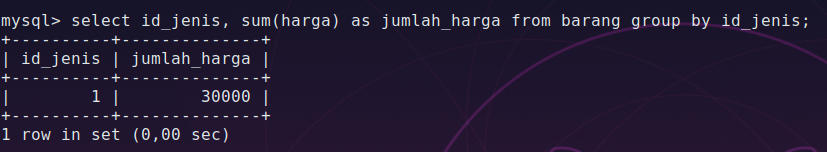 mysql> select id_jenis, sum(harga) as jumlah_harga from barang group by id_jenis;
+----------+--------------+
| id_jenis | jumlah_harga |
+----------+--------------+
|        1 |        30000 |
+----------+--------------+
1 row in set (0,00 sec)